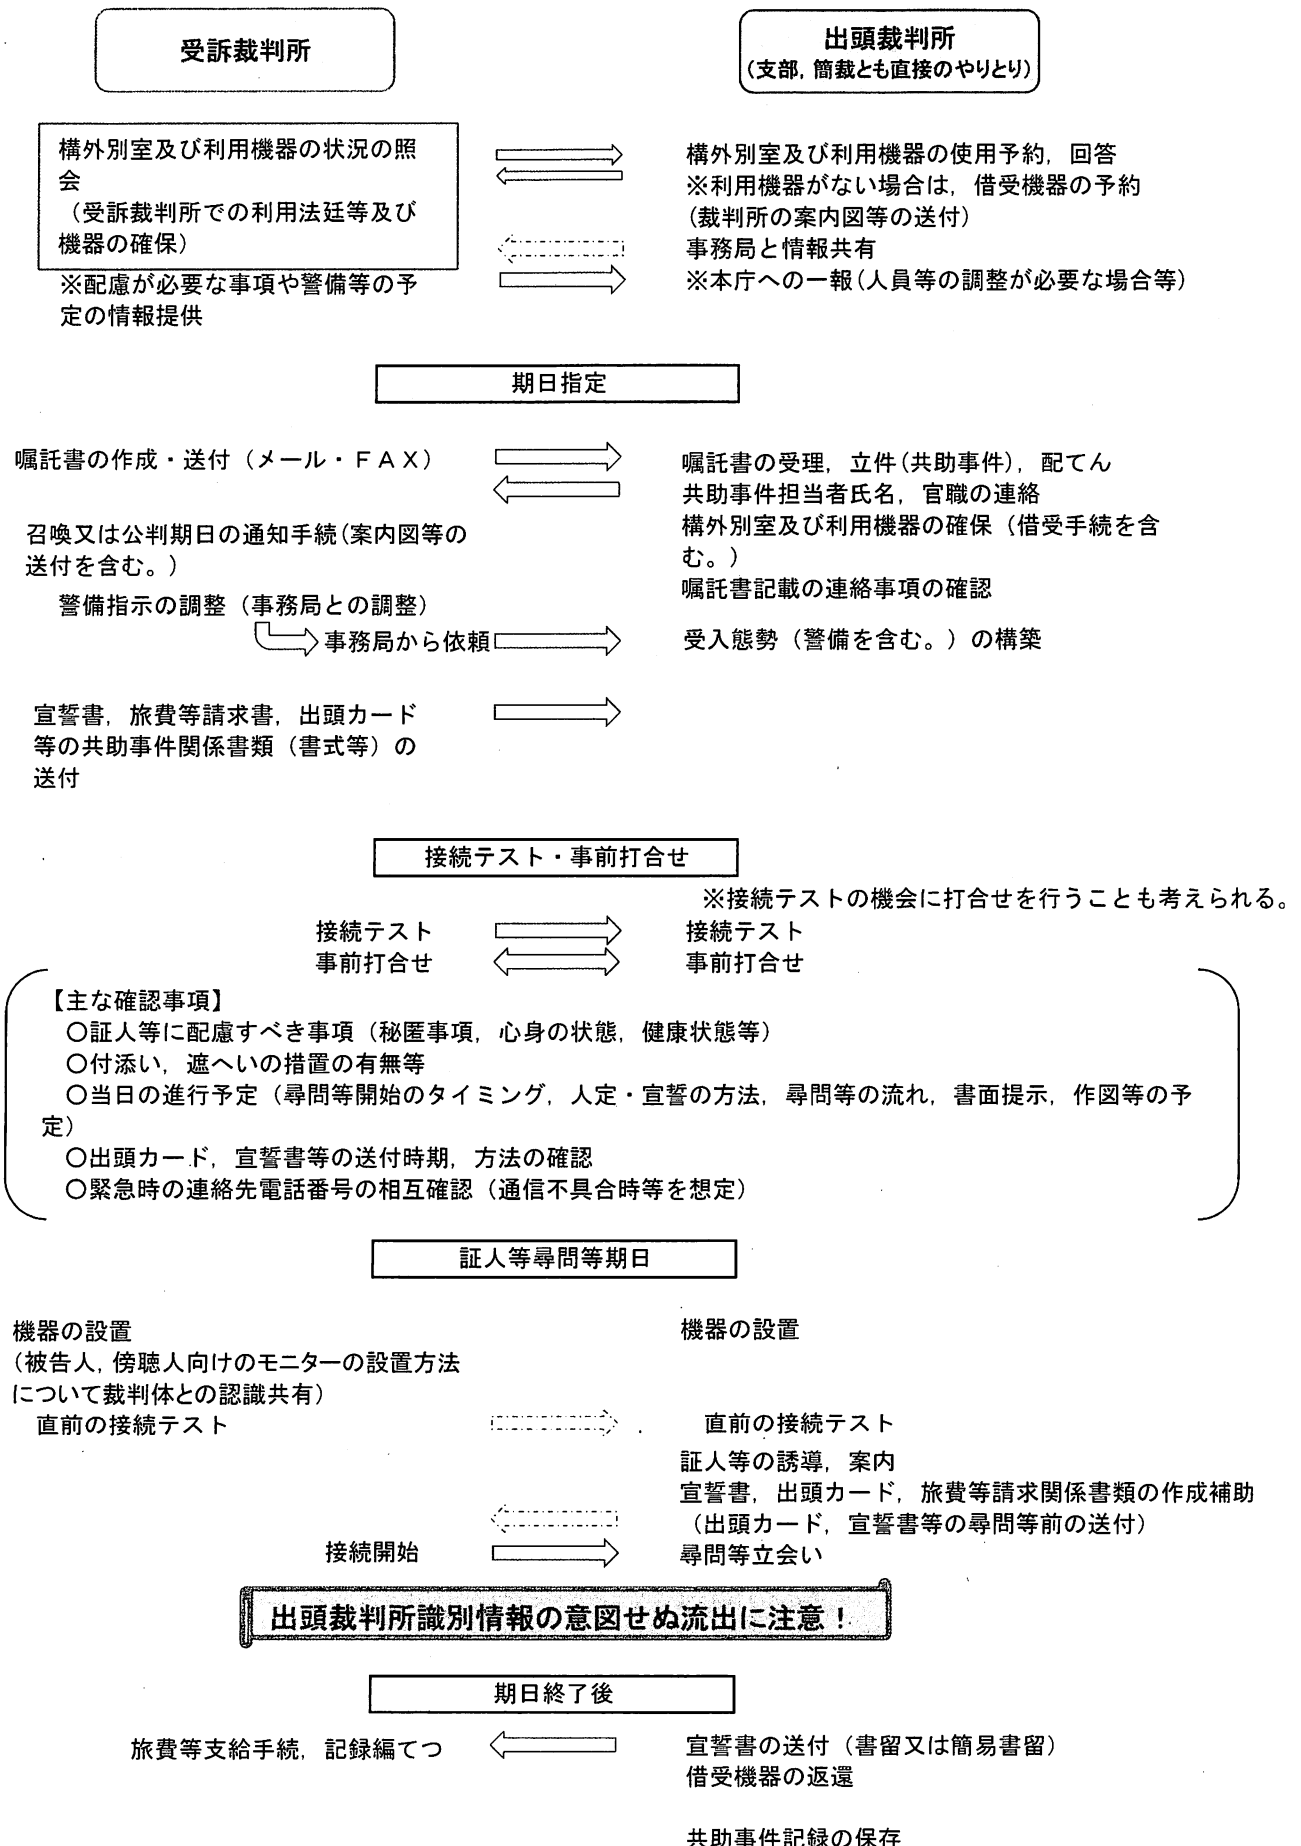 受訴裁判所
出頭裁判所
(支部，簡裁とも直接のやりとり)
構外別室及び利用機器の状況の照
会
（受訴裁判所での利用法廷等及び
機器の確保）
※配慮が必要な事項や警備等の予
定の情報提供
構外別室及び利用機器の使用予約，回答
※利用機器がない場合は，借受機器の予約
(裁判所の案内図等の送付)
事務局と情報共有
※本庁への一報(人員等の調整が必要な場合等)
期日指定
嘱託書の作成・送付（メール・ＦＡＸ）
召喚又は公判期日の通知手続(案内図等の
送付を含む。)
警備指示の調整（事務局との調整）
事務局から依頼
嘱託書の受理，立件(共助事件)，配てん
共助事件担当者氏名，官職の連絡
構外別室及び利用機器の確保（借受手続を含
む。）
嘱託書記載の連絡事項の確認
受入態勢（警備を含む。）の構築
宣誓書，旅費等請求書，出頭カード
等の共助事件関係書類（書式等）の
送付
接続テスト・事前打合せ
※接続テストの機会に打合せを行うことも考えられる。
接続テスト
接続テスト
事前打合せ
事前打合せ
【主な確認事項】
○証人等に配慮すべき事項（秘匿事項，心身の状態，健康状態等）
○付添い，遮へいの措置の有無等
○当日の進行予定（尋問等開始のタイミング，人定・宣誓の方法，尋問等の流れ，書面提示，作図等の予
定）
○出頭カード，宣誓書等の送付時期，方法の確認
○緊急時の連絡先電話番号の相互確認（通信不具合時等を想定）
証人等尋問等期日
機器の設置
(被告人，傍聴人向けのモニターの設置方法
について裁判体との認識共有)
直前の接続テスト
機器の設置
直前の接続テスト
証人等の誘導，案内
宣誓書，出頭カード，旅費等請求関係書類の作成補助
（出頭カード，宣誓書等の尋問等前の送付）
接続開始
尋問等立会い
出頭裁判所識別情報の意図せぬ流出に注意！
期日終了後
旅費等支給手続，記録編てつ
宣誓書の送付（書留又は簡易書留）
借受機器の返還
共助事件記録の保存